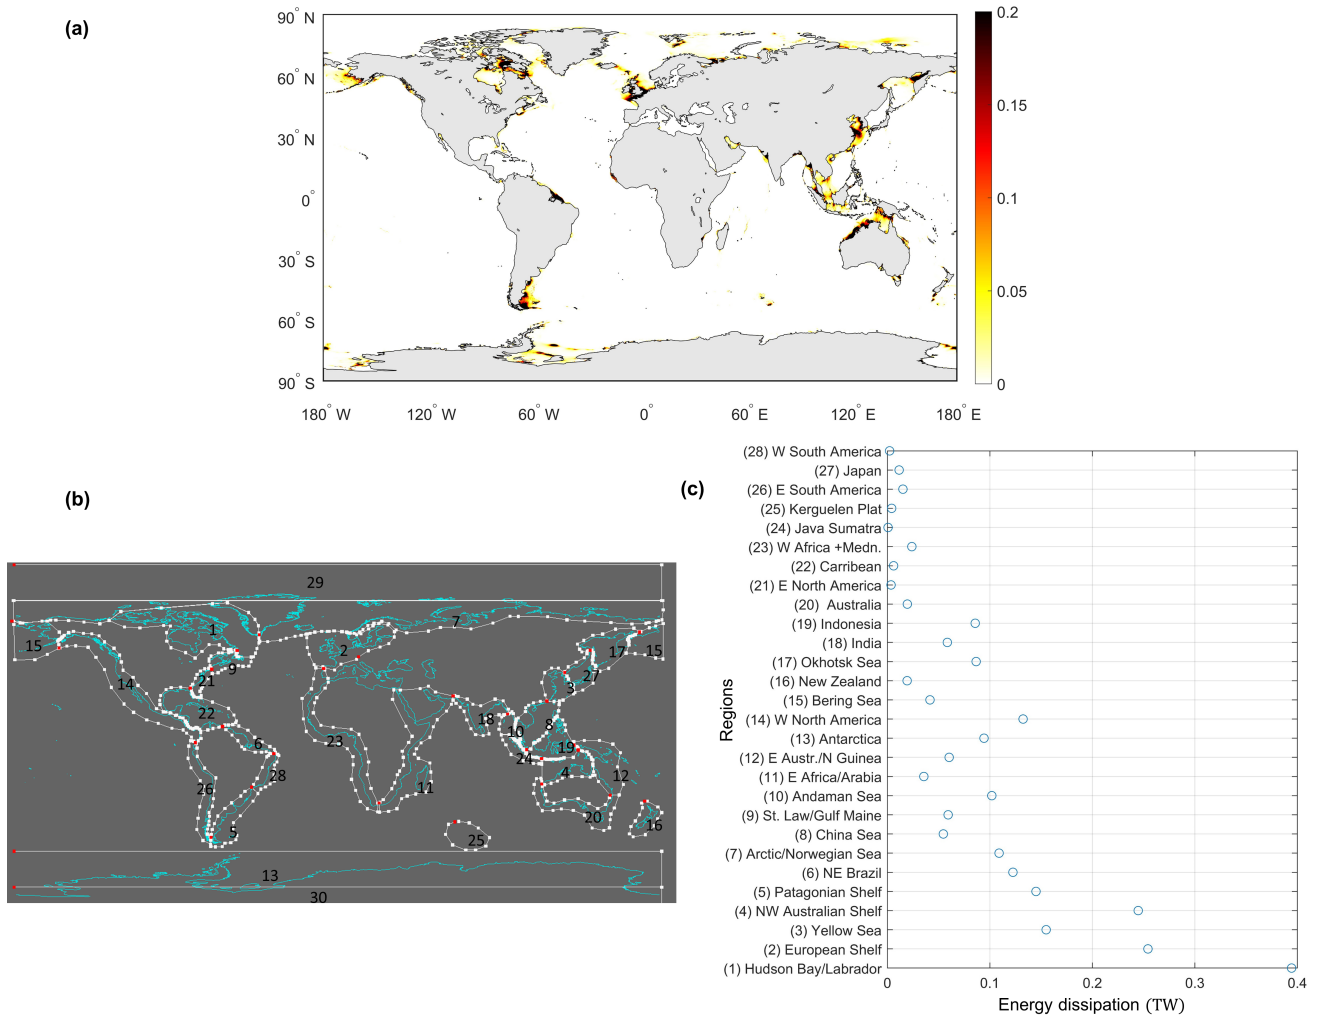 (a)
90° N
60° N
30° N
0°
30° S
60° S
90° S
180° W
120° W
60° W
0°
60° E
120° E
180° E
0.2
0.15
0.1
0.05
0
(b)
29
1
7
15
2
17
15
9
21
14
27
3
22
18
8
10
23
6
19
24
4
12
28
26
11
20
16
5
25
13
30
(c)
Regions
(28) W South America
(27) Japan
(26) E South America
(25) Kerguelen Plat
(24) Java Sumatra
(23) W Africa +Medn.
(22) Carribean
(21) E North America
(20) Australia
(19) Indonesia
(18) India
(17) Okhotsk Sea
(16) New Zealand
(15) Bering Sea
(14) W North America
(13) Antarctica
(12) E Austr./N Guinea
(11) E Africa/Arabia
(10) Andaman Sea
(9) St. Law/Gulf Maine
(8) China Sea
(7) Arctic/Norwegian Sea
(6) NE Brazil
(5) Patagonian Shelf
(4) NW Australian Shelf
(3) Yellow Sea
(2) European Shelf
(1) Hudson Bay/Labrador
0
0.1
0.2
0.3
0.4
Energy dissipation (TW)